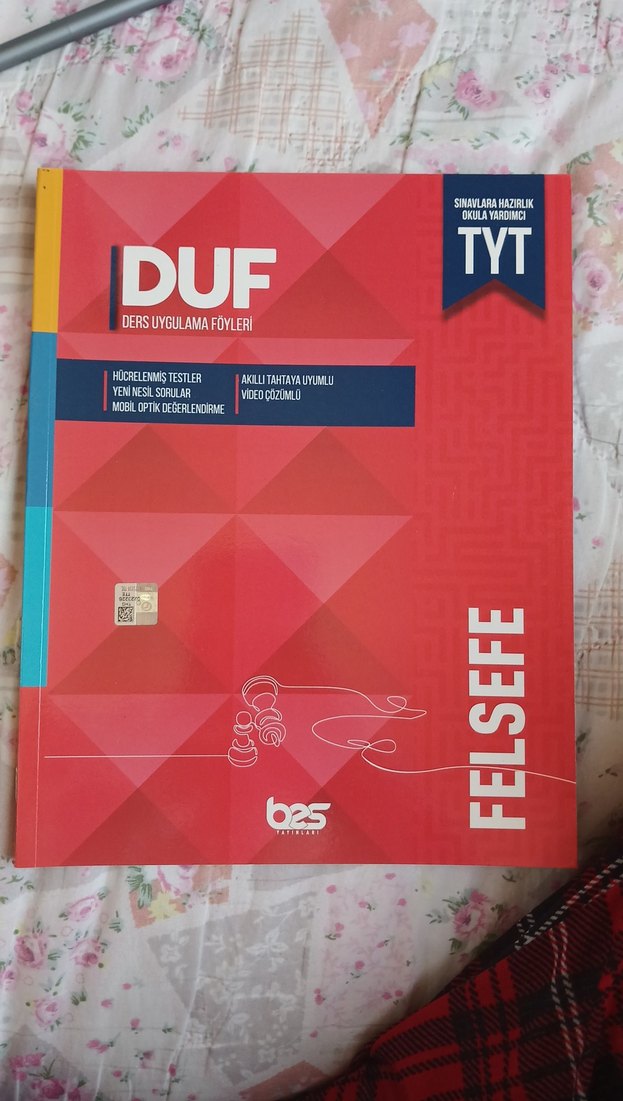 SINAVLARA HAZIRLIK
OKULA YARDIMCI
TYT
DUF
DERS UYGULAMA FÖYLERİ
HÜCRELENMİŞ TESTLER
YENİ NESİL SORULAR
MOBİL OPTİK DEĞERLENDİRME
AKILLI TAHTAYA UYUMLU
VİDEO ÇÖZÜMLÜ
FELSEFE
bes
YAYINLARI